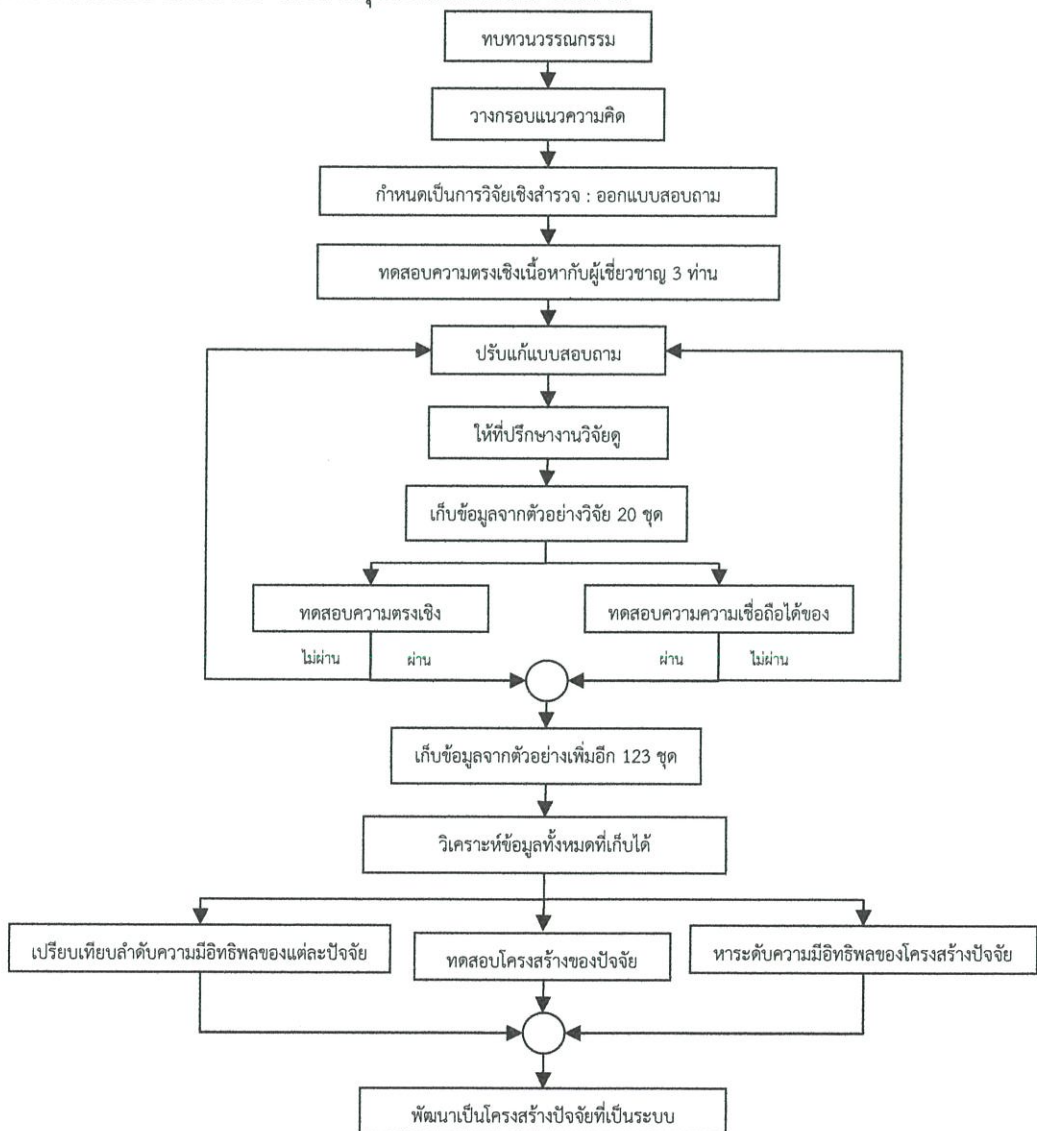 ทบทวนวรรณกรรม
วางกรอบแนวความคิด
กำหนดเป็นการวิจัยเชิงสำรวจ : ออกแบบสอบถาม
ทดสอบความตรงเชิงเนื้อหากับผู้เชี่ยวชาญ 3 ท่าน
ปรับแก้แบบสอบถาม
ให้ที่ปรึกษางานวิจัยดู
เก็บข้อมูลจากตัวอย่างวิจัย 20 ชุด
ทดสอบความตรงเชิง
ทดสอบความความเชื่อถือได้ของ
ไม่ผ่าน ผ่าน ผ่าน ไม่ผ่าน
เก็บข้อมูลจากตัวอย่างเพิ่มอีก 123 ชุด
วิเคราะห์ข้อมูลทั้งหมดที่เก็บได้
เปรียบเทียบลำดับความมีอิทธิพลของแต่ละปัจจัย
ทดสอบโครงสร้างของปัจจัย
หาระดับความมีอิทธิพลของโครงสร้างปัจจัย
พัฒนาเป็นโครงสร้างปัจจัยที่เป็นระบบ